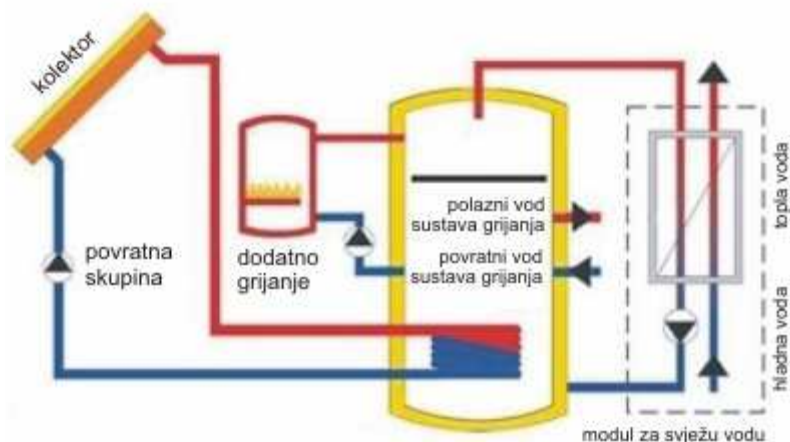 kolektor
povratna
skupina
dodatno
grijanje
polazni vod
sustava grijanja
povratni vod
sustava grijanja
topla voda
hladna voda
modul za svježu vodu